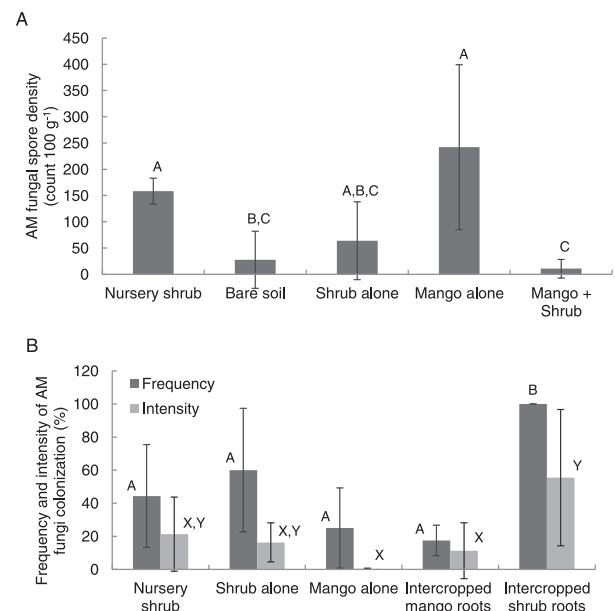 A
AM fungal spore density
(count 100 g⁻¹)
450
400
350
300
250
200
150
100
50
0
A
B,C
A,B,C
A
C
Nursery shrub
Bare soil
Shrub alone
Mango alone
Mango +
Shrub
B
Frequency and intensity of AM
fungi colonization (%)
120
100
80
60
40
20
0
Frequency
Intensity
A
X,Y
A
X,Y
A
X
A
X
B
Y
Nursery
shrub
Shrub alone
Mango alone
Intercropped
mango roots
Intercropped
shrub roots